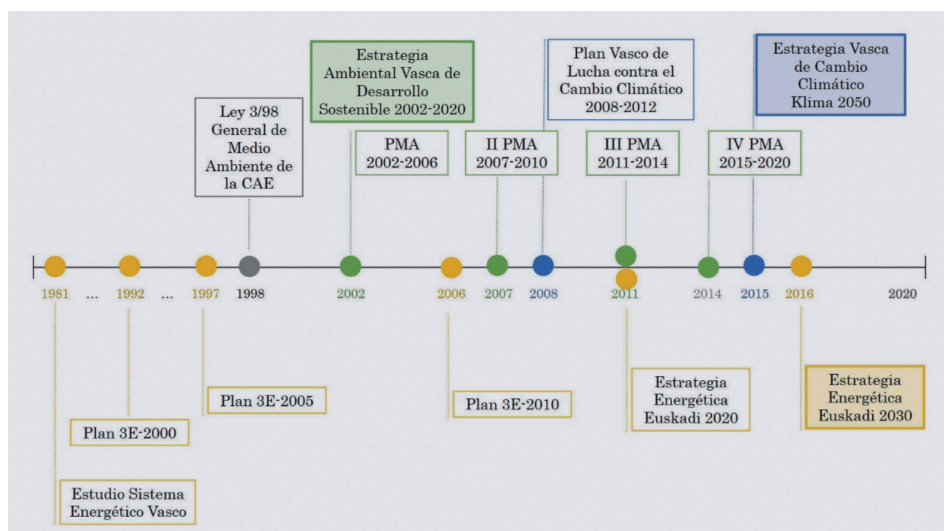 Estrategia
Ambiental Vasca de
Desarrollo
Sostenible 2002-2020
Plan Vasco de
Lucha contra el
Cambio Climático
2008-2012
Estrategia Vasca
de Cambio
Climático
Klima 2050
Ley 3/98
General de
Medio
Ambiente de
la CAE
PMA
2002-2006
II PMA
2007-2010
III PMA
2011-2014
IV PMA
2015-2020
1981 ... 1992 ... 1997 1998 2002 2006 2007 2008 2011 2014 2015 2016 2020
Plan 3E-2000
Plan 3E-2005
Plan 3E-2010
Estrategia
Energética
Euskadi 2020
Estrategia
Energética
Euskadi 2030
Estudio Sistema
Energético Vasco